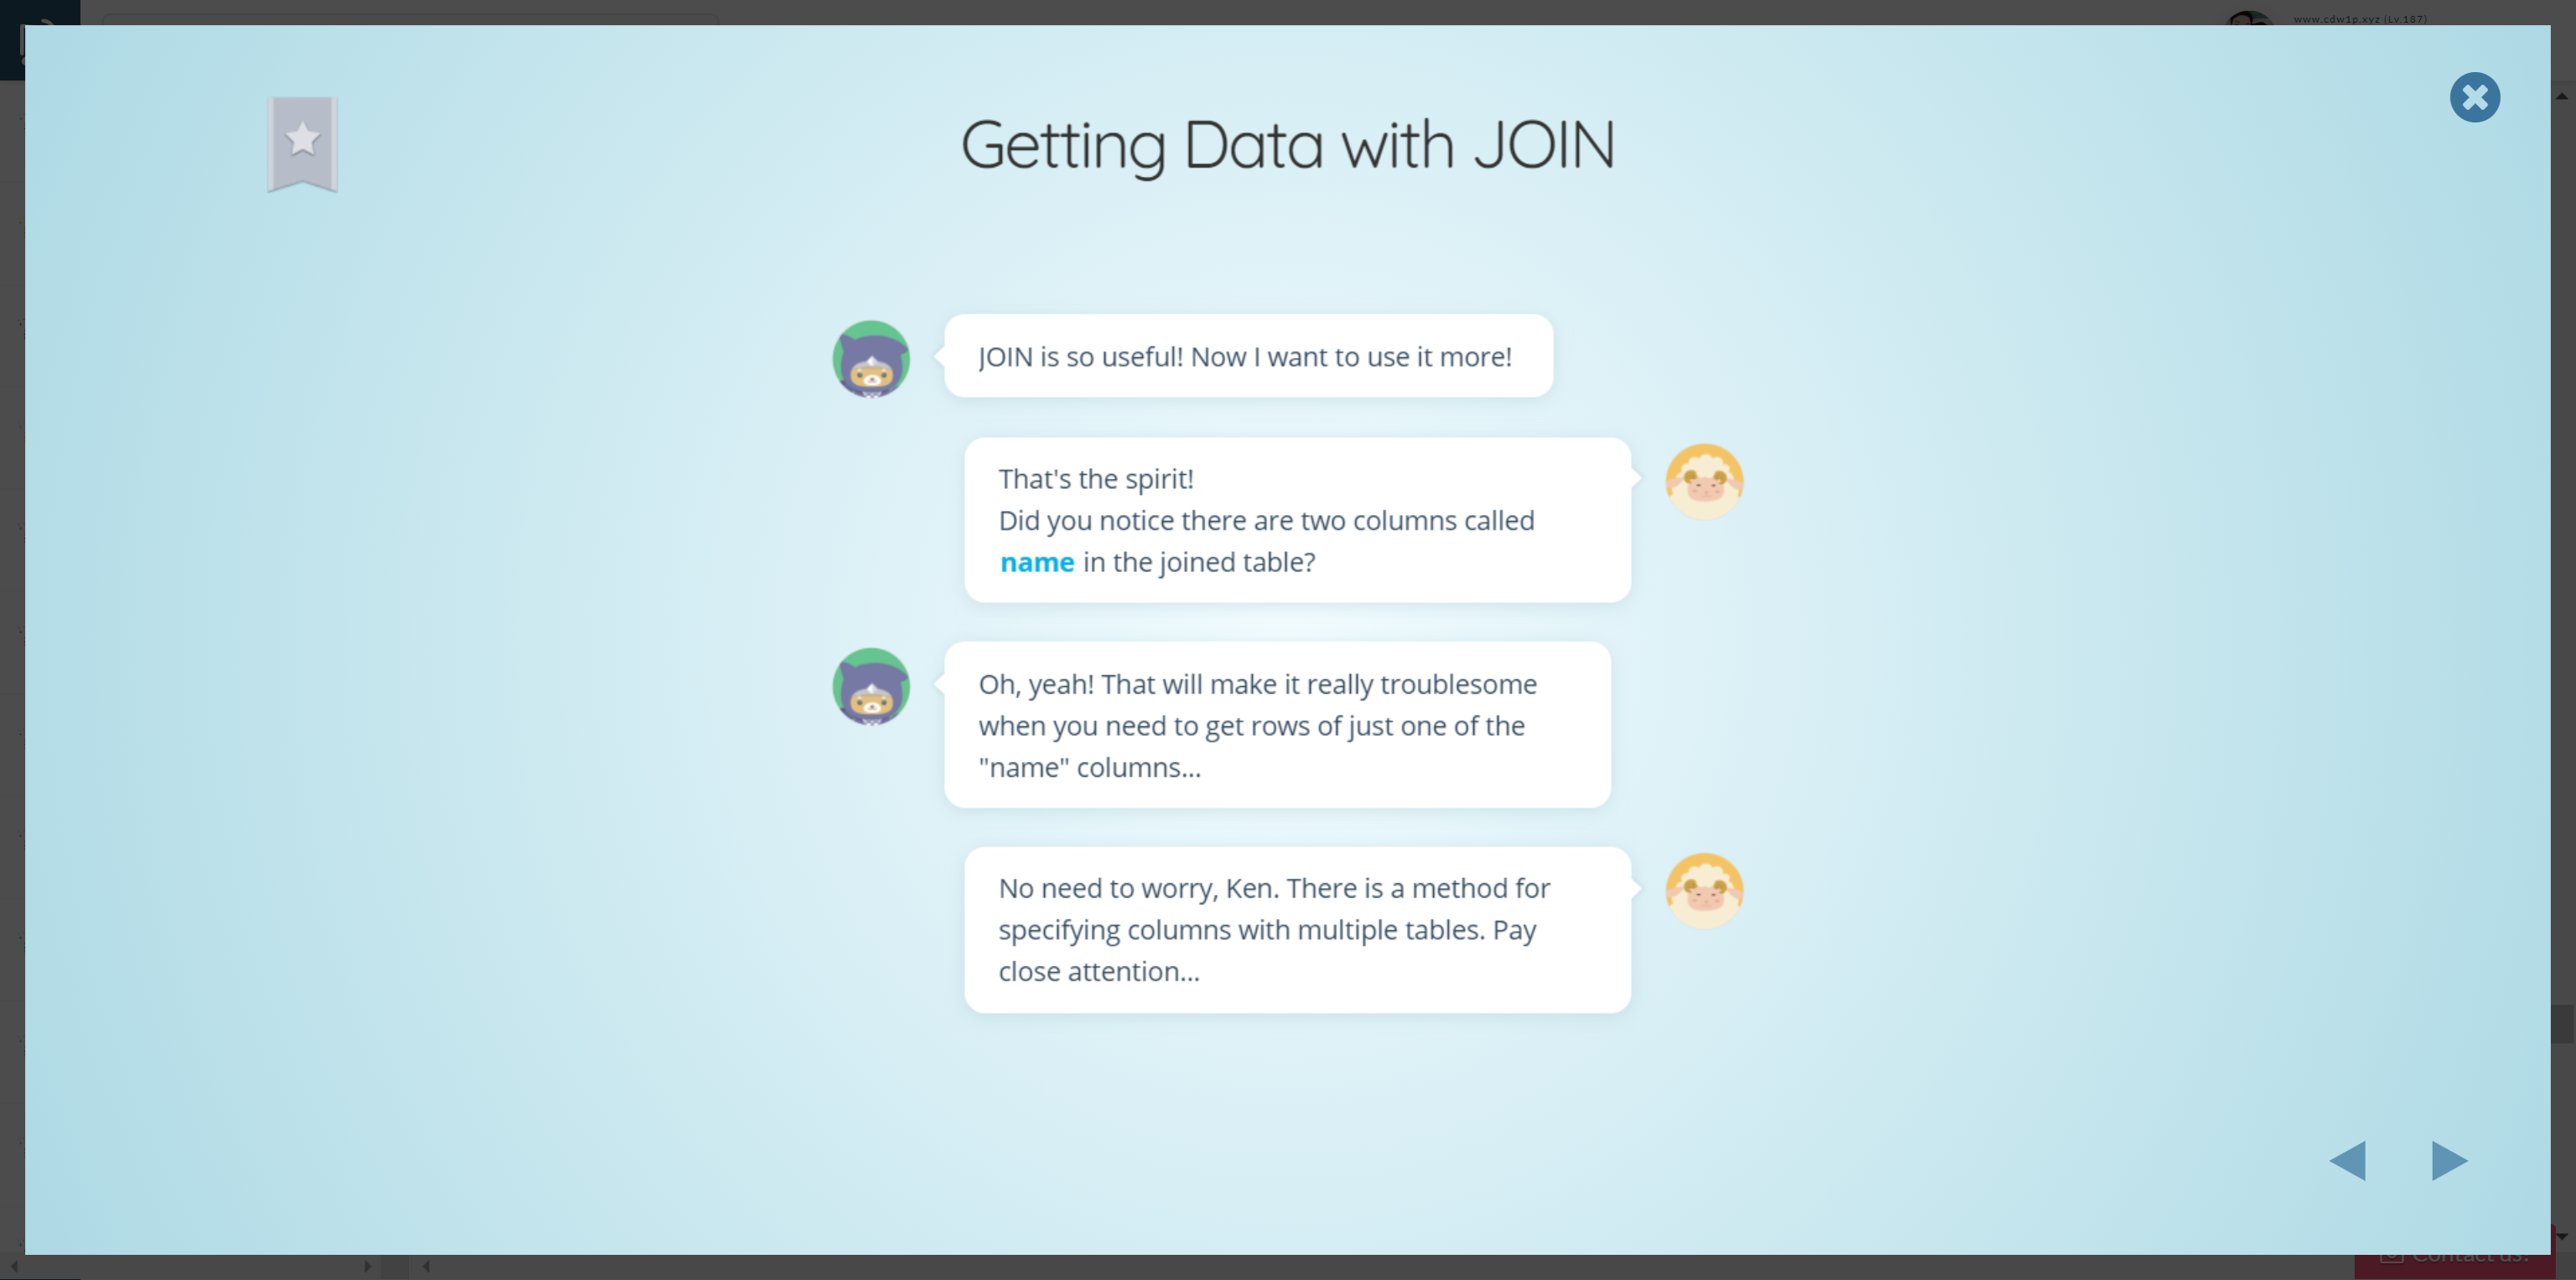 www.cdw1p.xyz (Lv.187)
Getting Data with JOIN
JOIN is so useful! Now I want to use it more!
That's the spirit!
Did you notice there are two columns called
name in the joined table?
Oh, yeah! That will make it really troublesome
when you need to get rows of just one of the
"name" columns...
No need to worry, Ken. There is a method for
specifying columns with multiple tables. Pay
close attention...
Contact us!